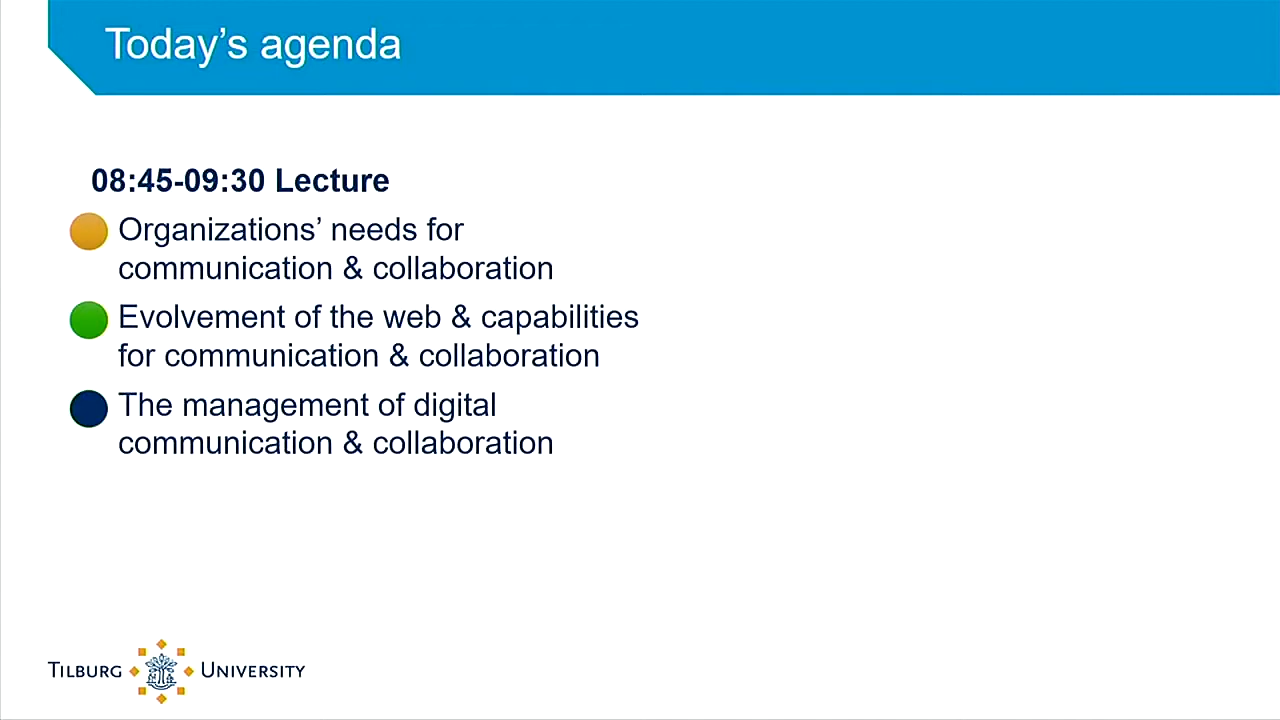 Today’s agenda
08:45-09:30 Lecture
Organizations’ needs for
communication & collaboration
Evolvement of the web & capabilities
for communication & collaboration
The management of digital
communication & collaboration
TILBURG UNIVERSITY